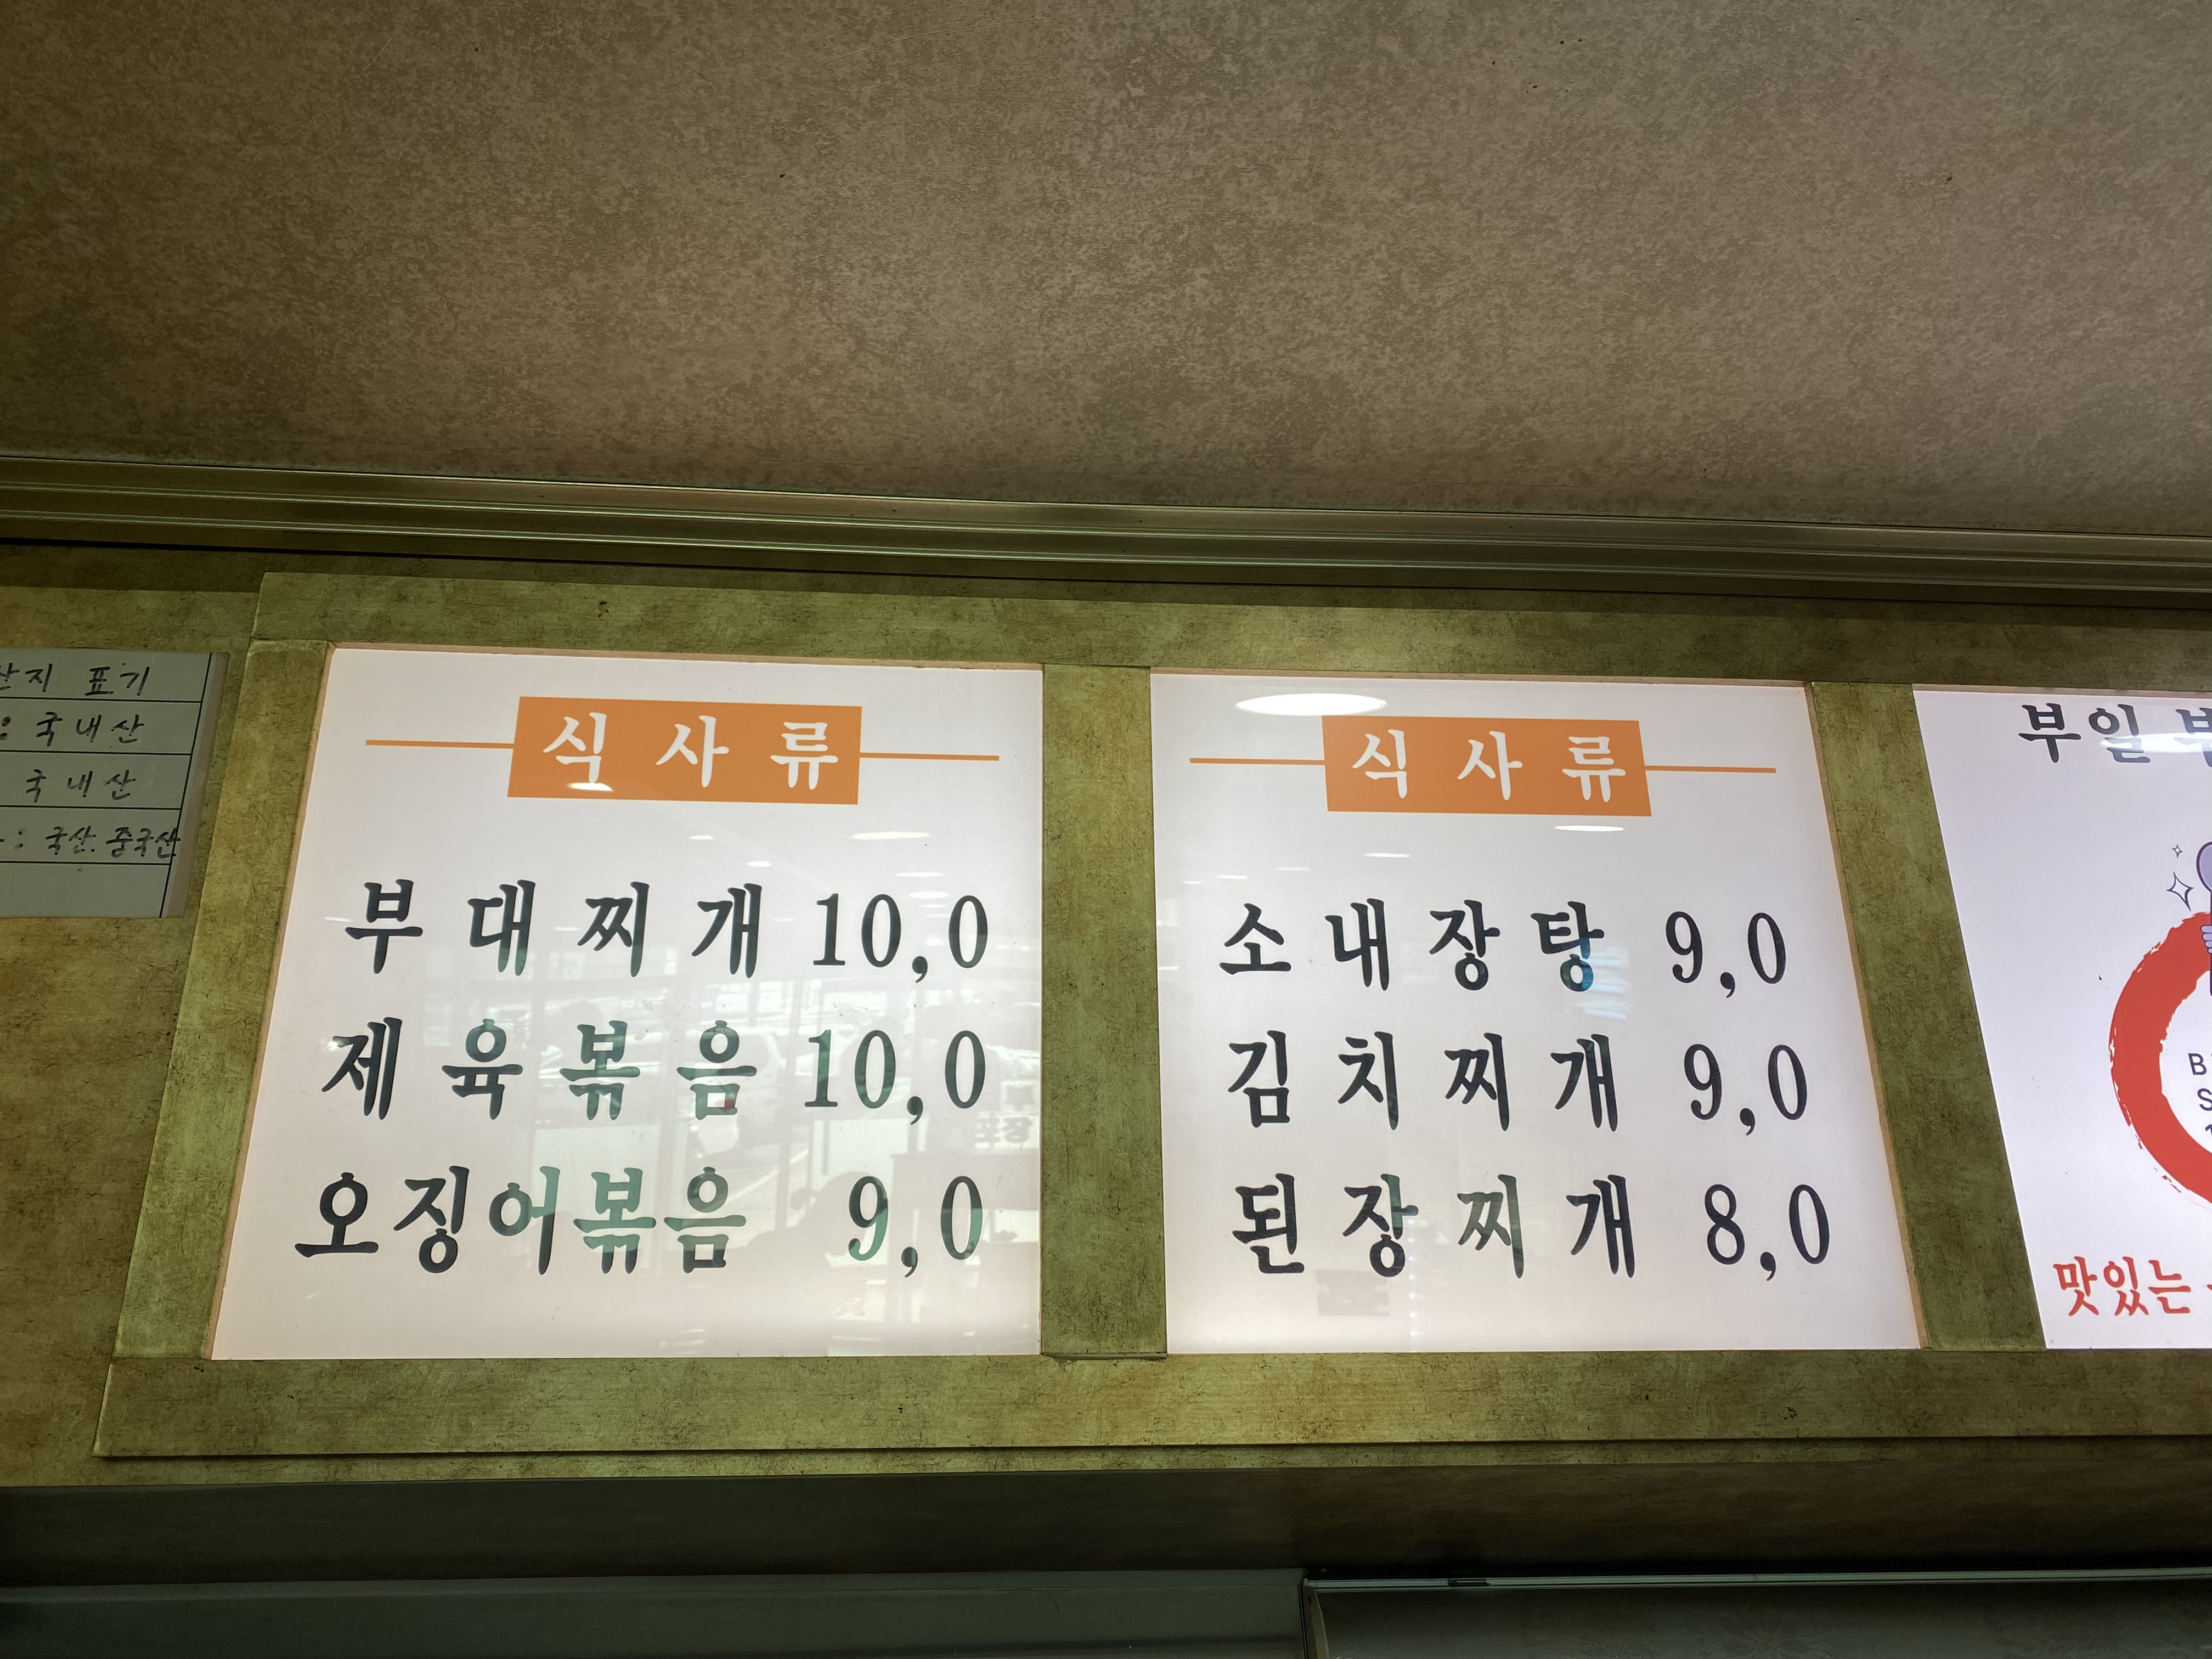 산지 표기
: 국내산
국내산
: 국산. 중국산
식사류
부대찌개 10,0
제육볶음 10,0
오징어볶음 9,0
식사류
소내장탕 9,0
김치찌개 9,0
된장찌개 8,0
부일
B
S
맛있는